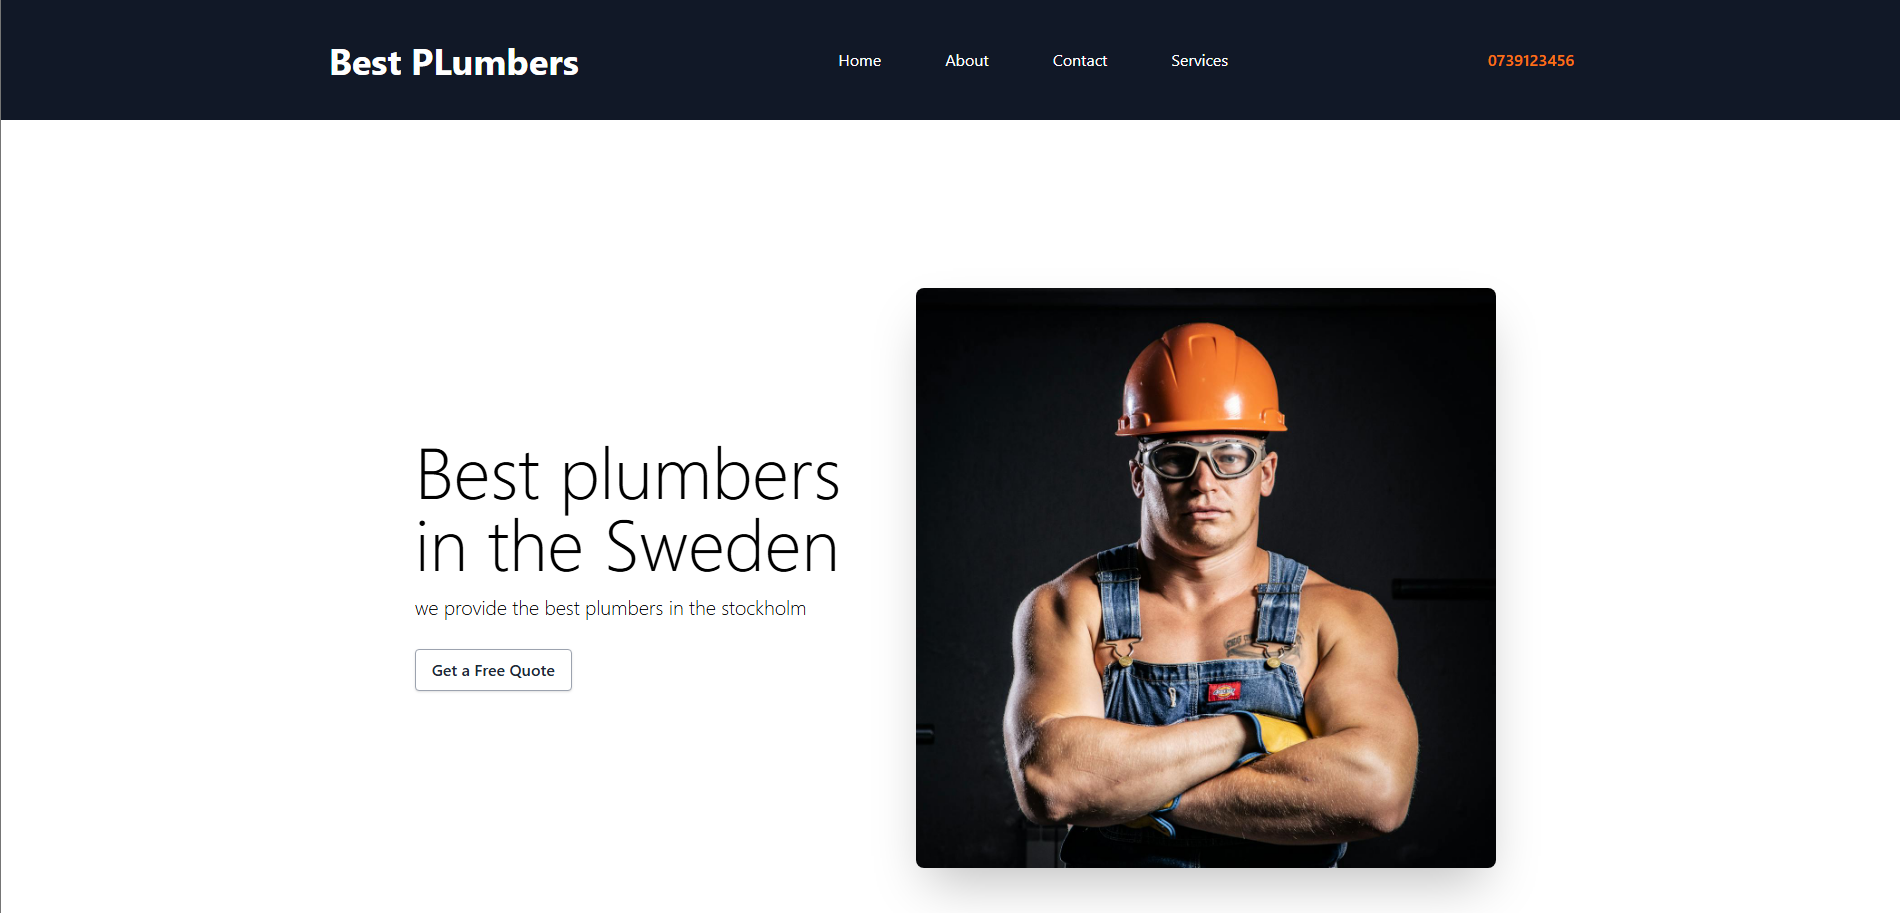 Best PLumbers
Home
About
Contact
Services
0739123456
Best plumbers
in the Sweden
we provide the best plumbers in the stockholm
Get a Free Quote